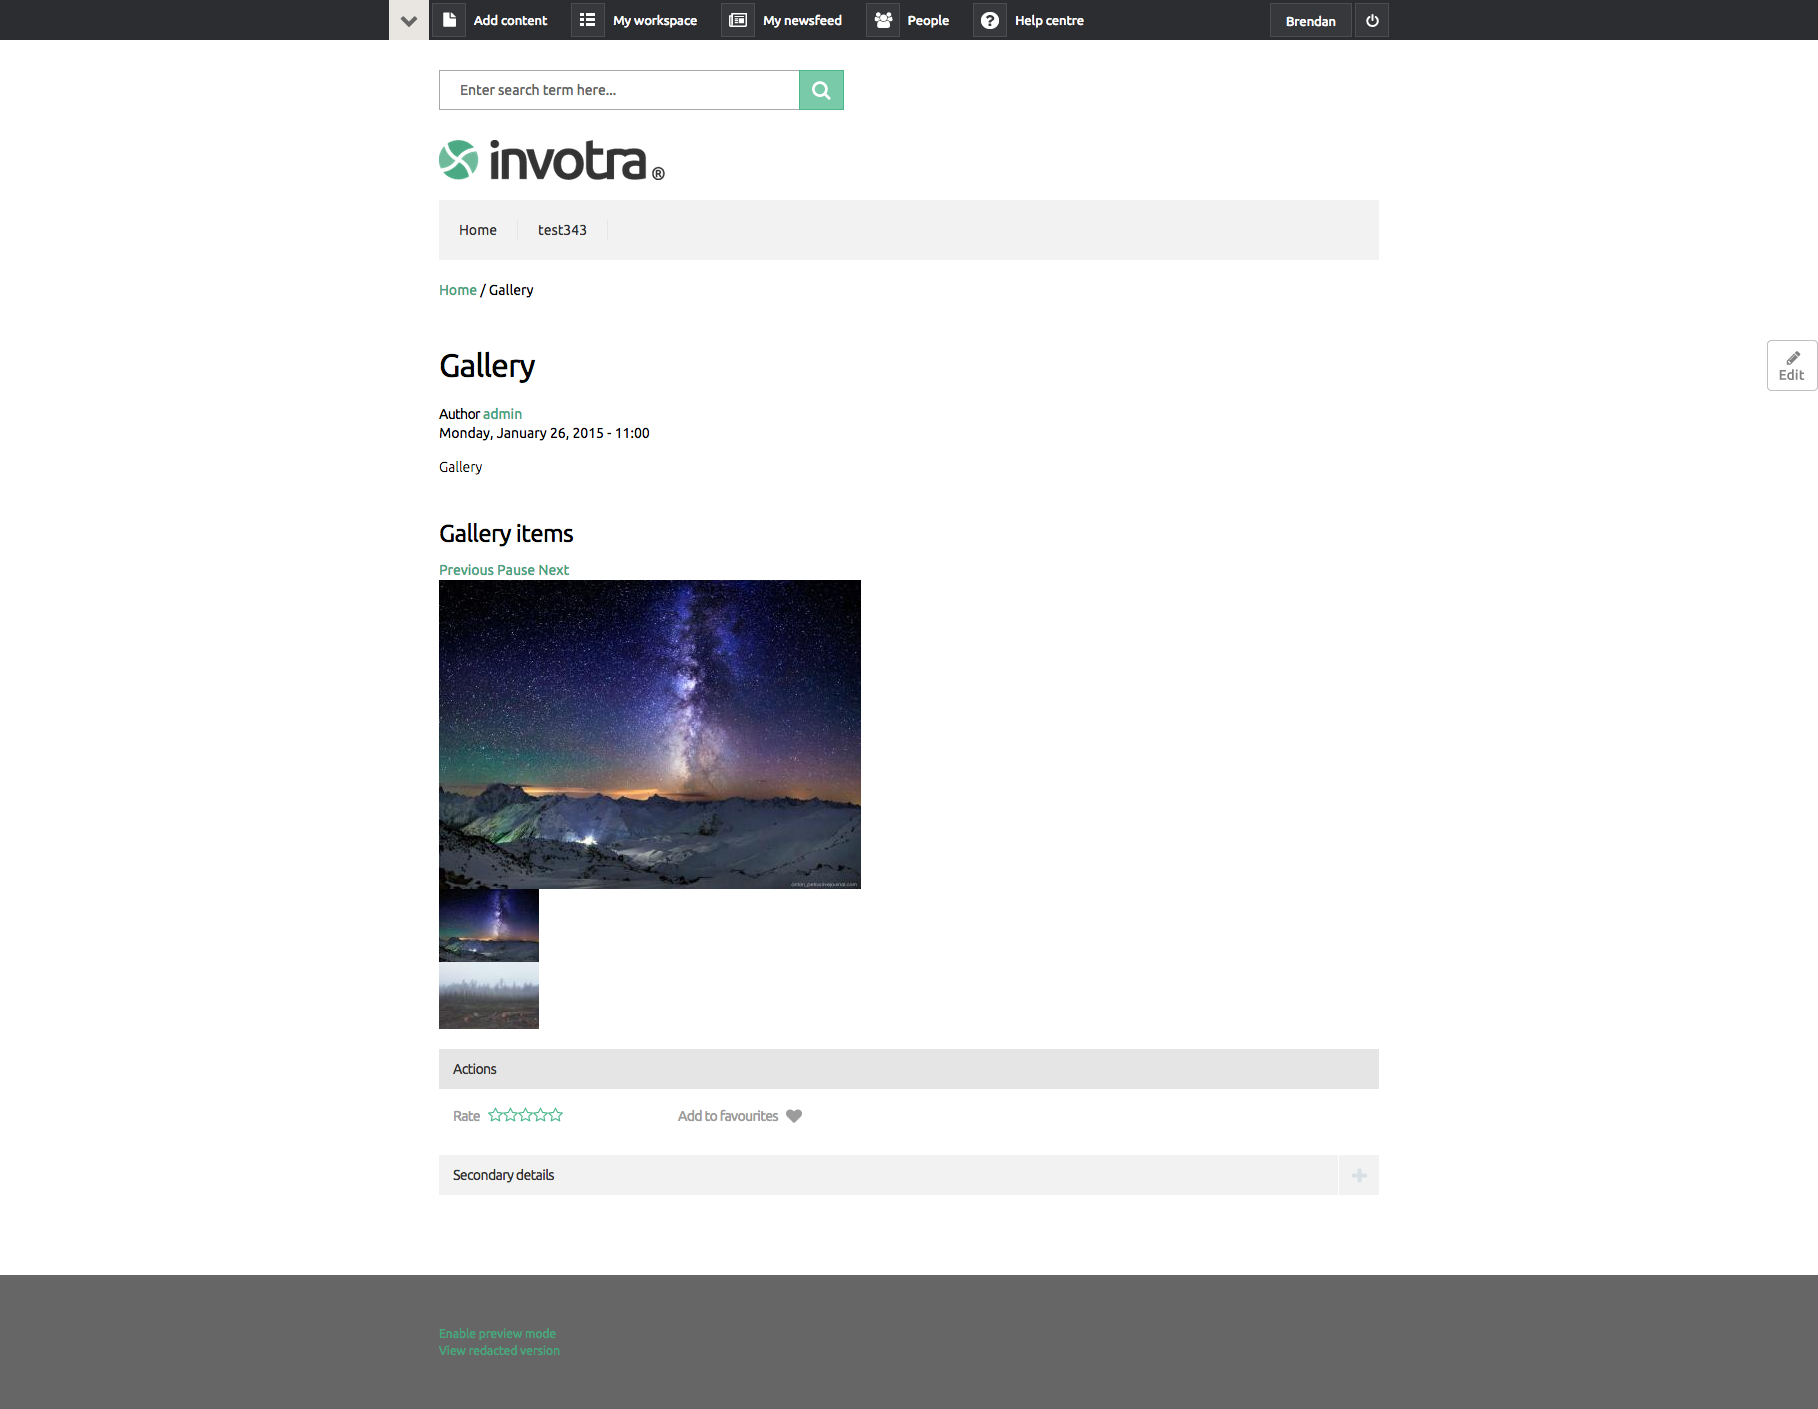 Add content My workspace My newsfeed People Help centre Brendan
Enter search term here...
invotra®
Home test343
Home / Gallery
Gallery
Edit
Author admin
Monday, January 26, 2015 - 11:00
Gallery
Gallery items
Previous Pause Next
Actions
Rate Add to favourites
Secondary details
Enable preview mode
View redacted version